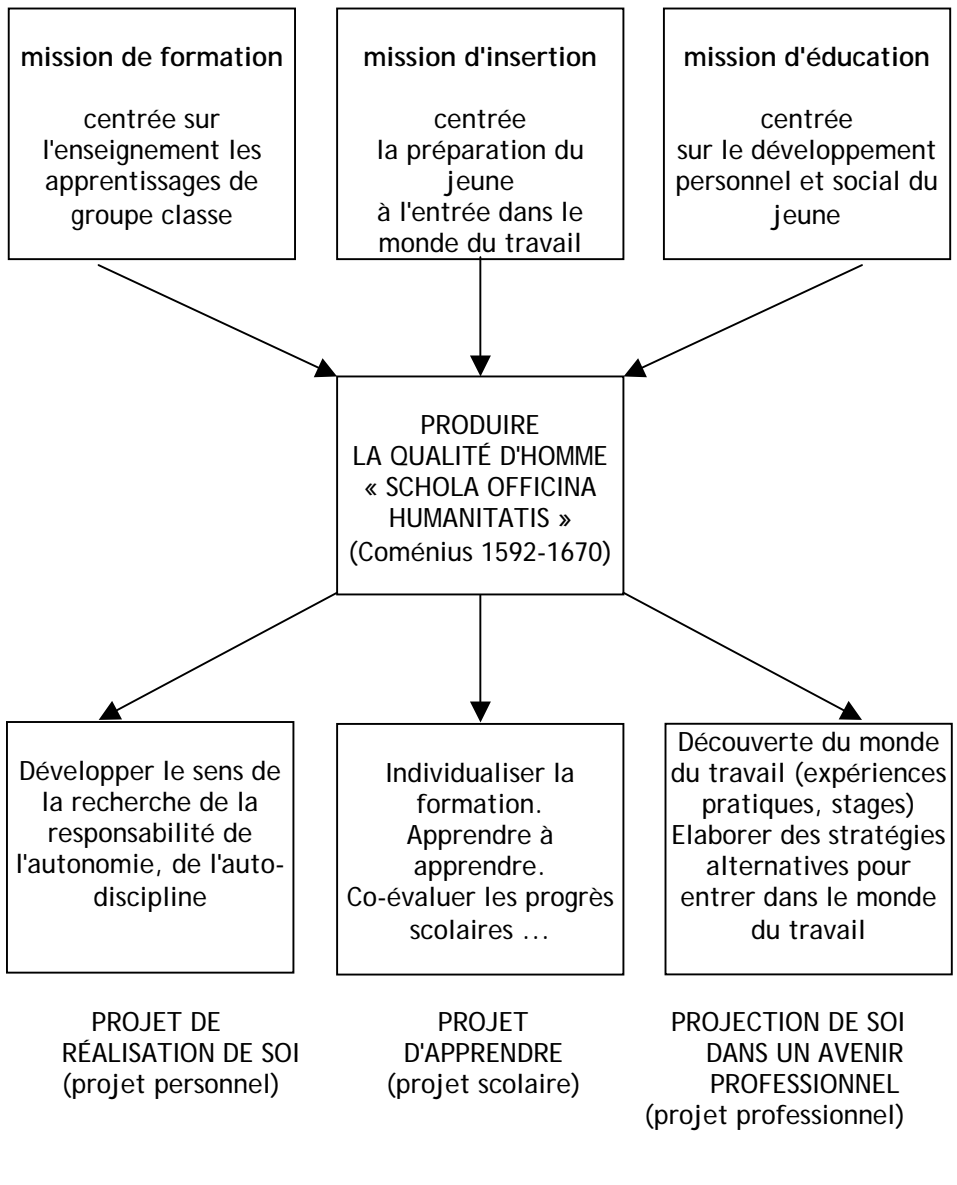 mission de formation
centrée sur
l'enseignement les
apprentissages de
groupe classe
mission d'insertion
centrée
la préparation du
jeune
à l'entrée dans le
monde du travail
mission d'éducation
centrée
sur le développement
personnel et social du
jeune
PRODUIRE
LA QUALITÉ D'HOMME
« SCHOLA OFFICINA
HUMANITATIS »
(Coménius 1592-1670)
Développer le sens de
la recherche de la
responsabilité de
l'autonomie, de l'auto-
discipline
Individualiser la
formation.
Apprendre à
apprendre.
Co-évaluer les progrès
scolaires …
Découverte du monde
du travail (expériences
pratiques, stages)
Elaborer des stratégies
alternatives pour
entrer dans le monde
du travail
PROJET DE
RÉALISATION DE SOI
(projet personnel)
PROJET
D'APPRENDRE
(projet scolaire)
PROJECTION DE SOI
DANS UN AVENIR
PROFESSIONNEL
(projet professionnel)